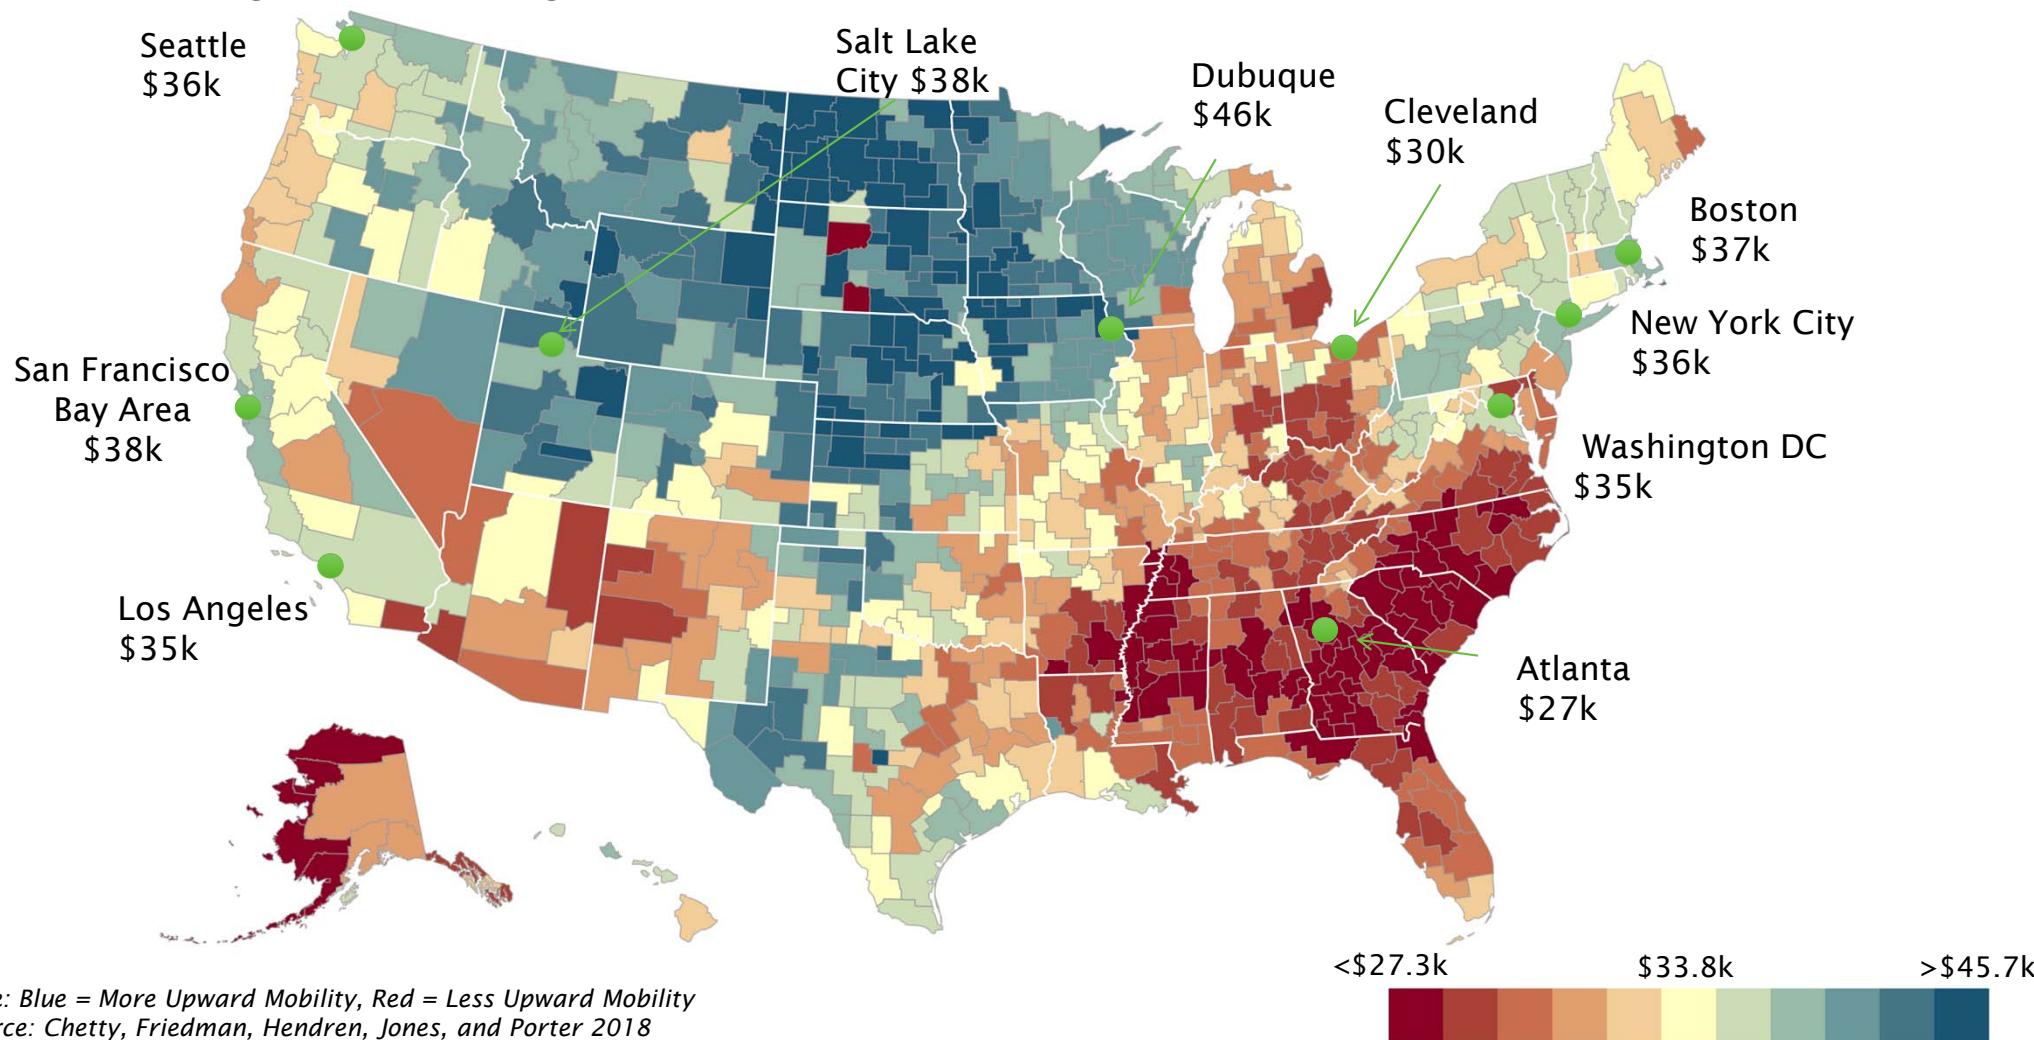 Seattle
$36k
Salt Lake
City $38k
Dubuque
$46k
Cleveland
$30k
Boston
$37k
New York City
$36k
San Francisco
Bay Area
$38k
Washington DC
$35k
Los Angeles
$35k
Atlanta
$27k
<$27.3k
$33.8k
>$45.7k
: Blue = More Upward Mobility, Red = Less Upward Mobility
: Chetty, Friedman, Hendren, Jones, and Porter 2018